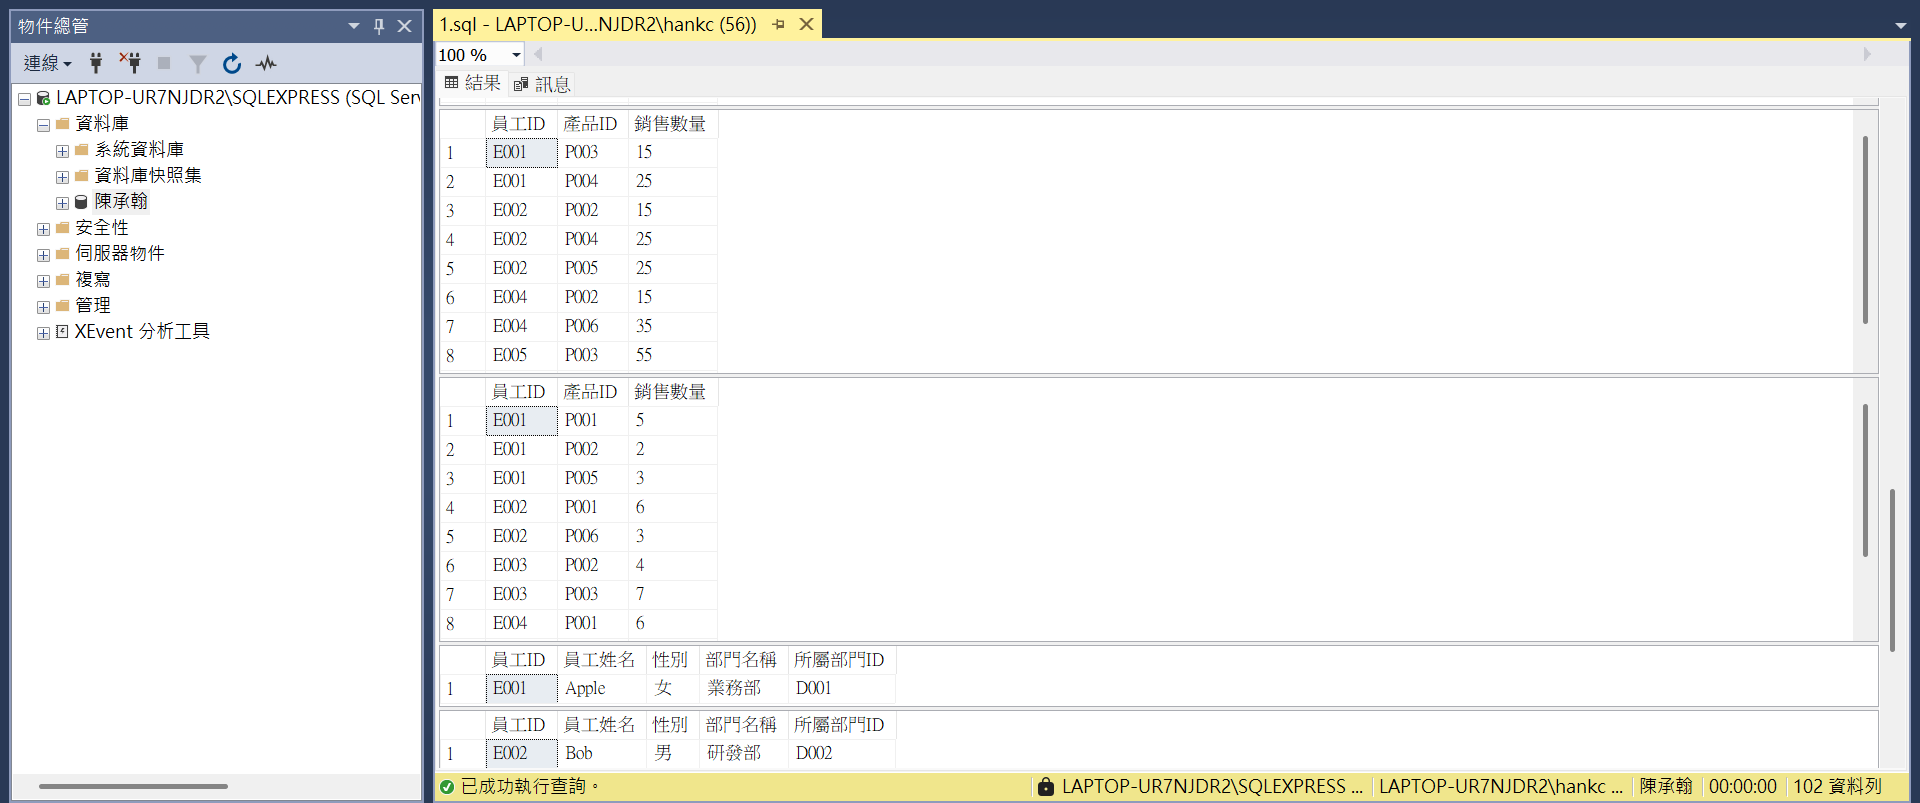 物件總管
連線
LAPTOP-UR7NJDR2\SQLEXPRESS (SQL Ser
資料庫
系統資料庫
資料庫快照集
陳承翰
安全性
伺服器物件
複寫
管理
XEvent 分析工具
1.sql - LAPTOP-U...NJDR2\hankc (56))
100 %
結果 訊息
員工ID 產品ID 銷售數量
1 E001 P003 15
2 E001 P004 25
3 E002 P002 15
4 E002 P004 25
5 E002 P005 25
6 E004 P002 15
7 E004 P006 35
8 E005 P003 55
員工ID 產品ID 銷售數量
1 E001 P001 5
2 E001 P002 2
3 E001 P005 3
4 E002 P001 6
5 E002 P006 3
6 E003 P002 4
7 E003 P003 7
8 E004 P001 6
員工ID 員工姓名 性別 部門名稱 所屬部門ID
1 E001 Apple 女 業務部 D001
員工ID 員工姓名 性別 部門名稱 所屬部門ID
1 E002 Bob 男 研發部 D002
已成功執行查詢。 LAPTOP-UR7NJDR2\SQLEXPRESS ... LAPTOP-UR7NJDR2\hankc ... 陳承翰 00:00:00 102 資料列